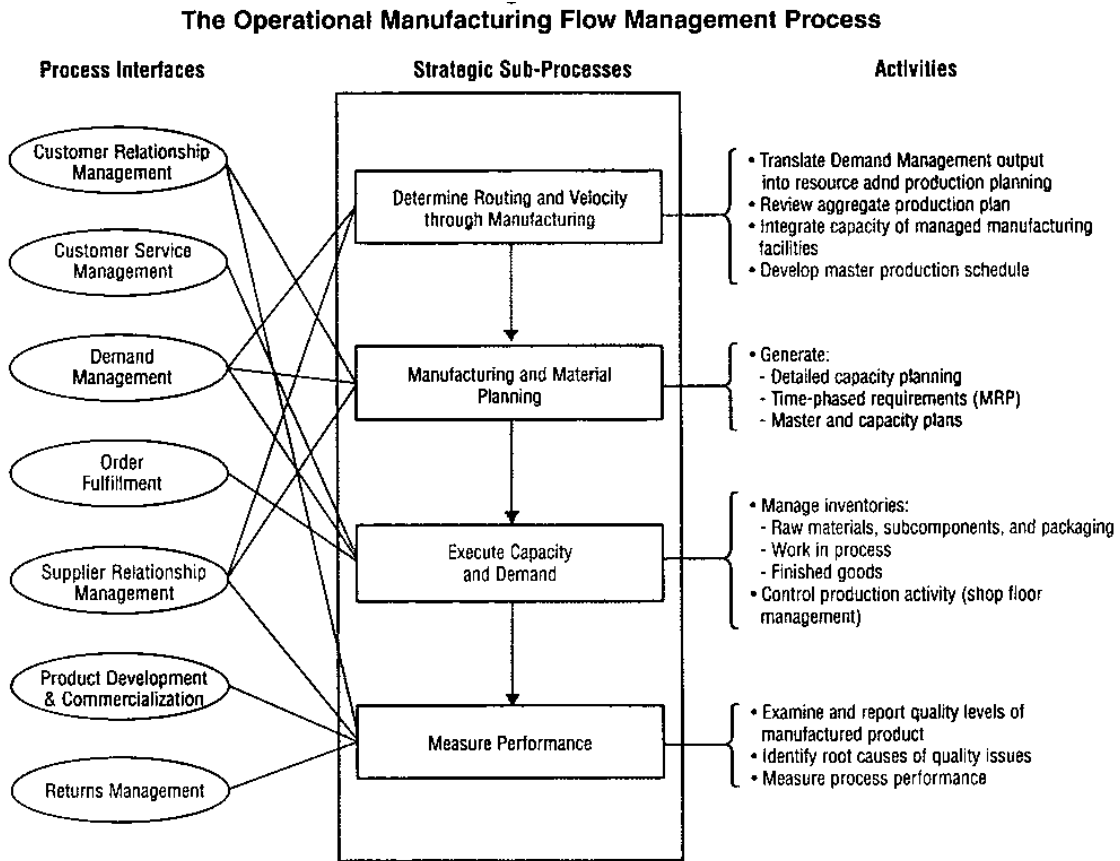 The Operational Manufacturing Flow Management Process
Process Interfaces
Strategic Sub-Processes
Activities
Customer Relationship
Management
Customer Service
Management
Demand
Management
Order
Fulfillment
Supplier Relationship
Management
Product Development
& Commercialization
Returns Management
Determine Routing and Velocity
through Manufacturing
Manufacturing and Material
Planning
Execute Capacity
and Demand
Measure Performance
• Translate Demand Management output
into resource adnd production planning
• Review aggregate production plan
• Integrate capacity of managed manufacturing
facilities
• Develop master production schedule
• Generate:
- Detailed capacity planning
- Time-phased requirements (MRP)
- Master and capacity plans
• Manage inventories:
- Raw materials, subcomponents, and packaging
- Work in process
- Finished goods
• Control production activity (shop floor
management)
• Examine and report quality levels of
manufactured product
• Identify root causes of quality issues
• Measure process performance